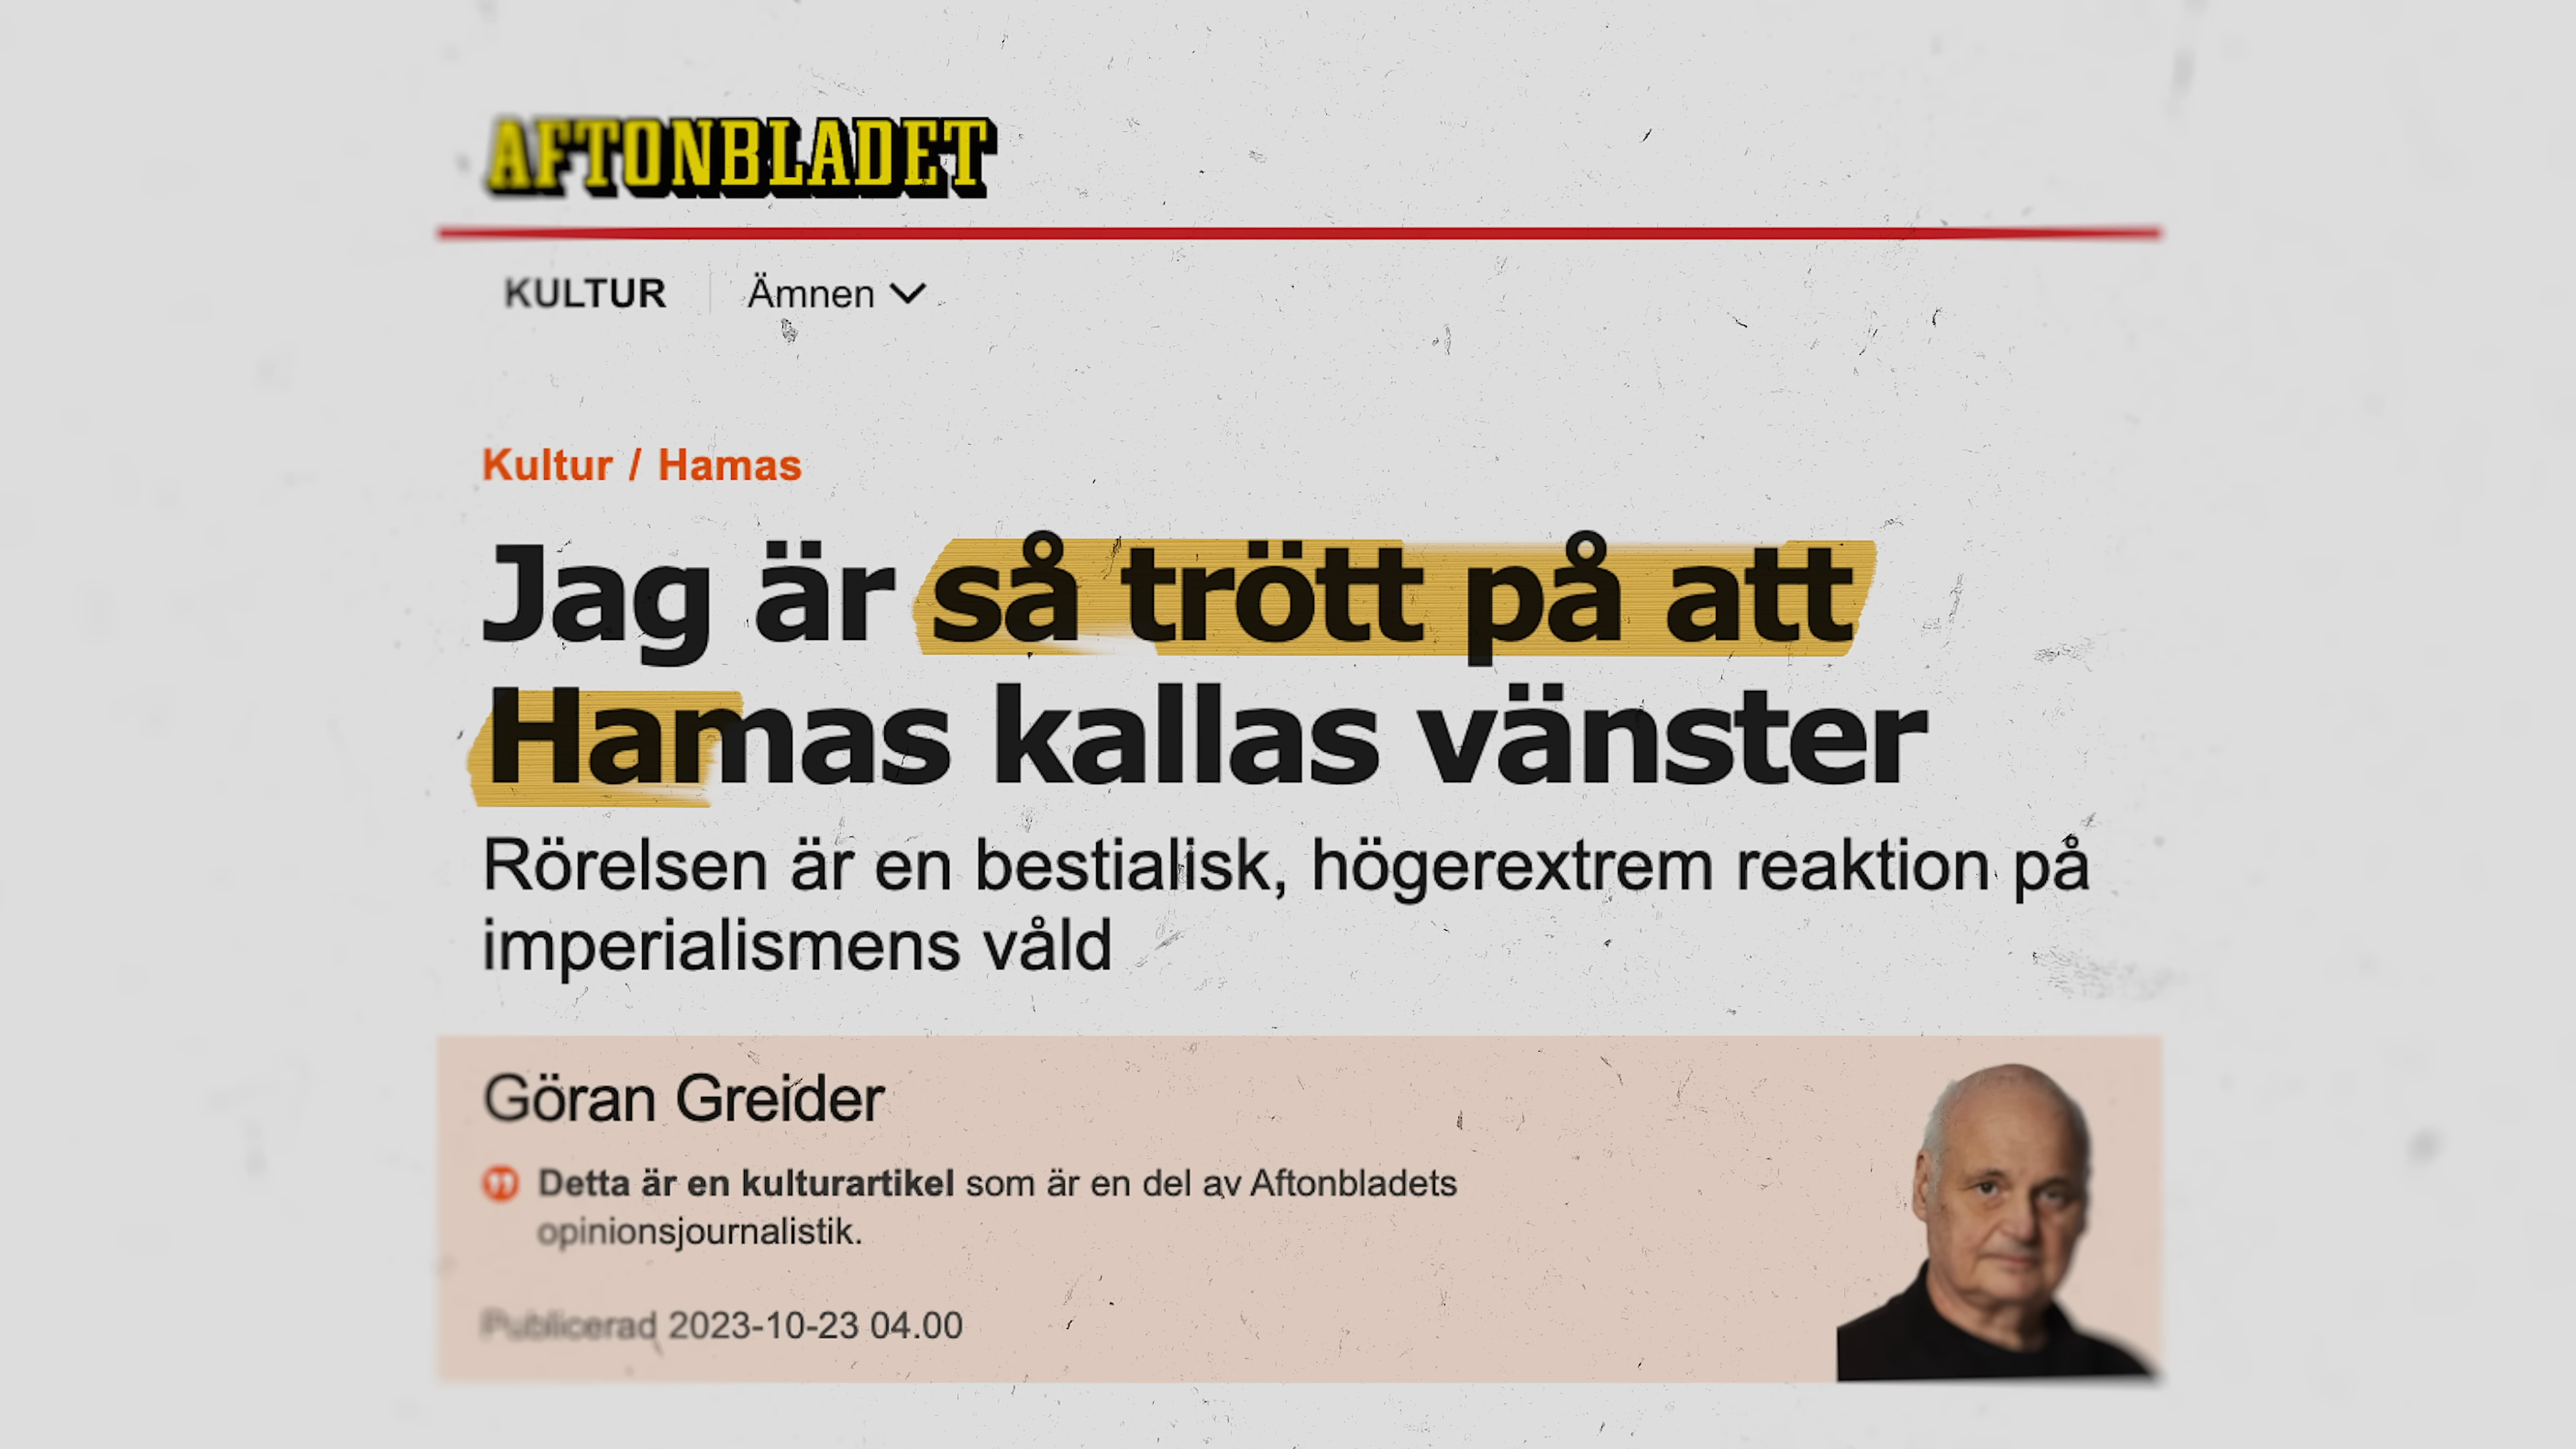 AFTONBLADET
KULTUR Ämnen
Kultur / Hamas
Jag är så trött på att
Hamas kallas vänster
Rörelsen är en bestialisk, högerextrem reaktion på
imperialismens våld
Göran Greider
Detta är en kulturartikel som är en del av Aftonbladets
opinionsjournalistik.
Publicerad 2023-10-23 04.00